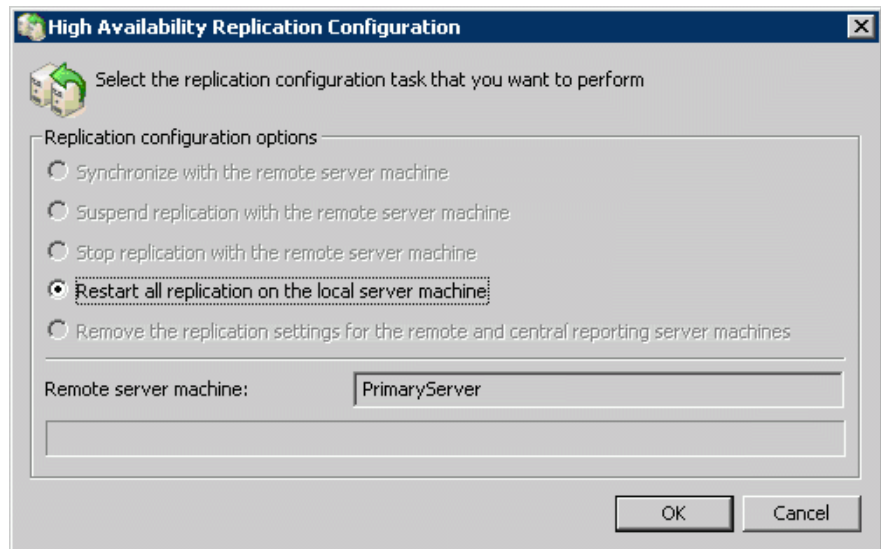 High Availability Replication Configuration
Select the replication configuration task that you want to perform
Replication configuration options
Synchronize with the remote server machine
Suspend replication with the remote server machine
Stop replication with the remote server machine
Restart all replication on the local server machine
Remove the replication settings for the remote and central reporting server machines
Remote server machine: PrimaryServer
OK Cancel